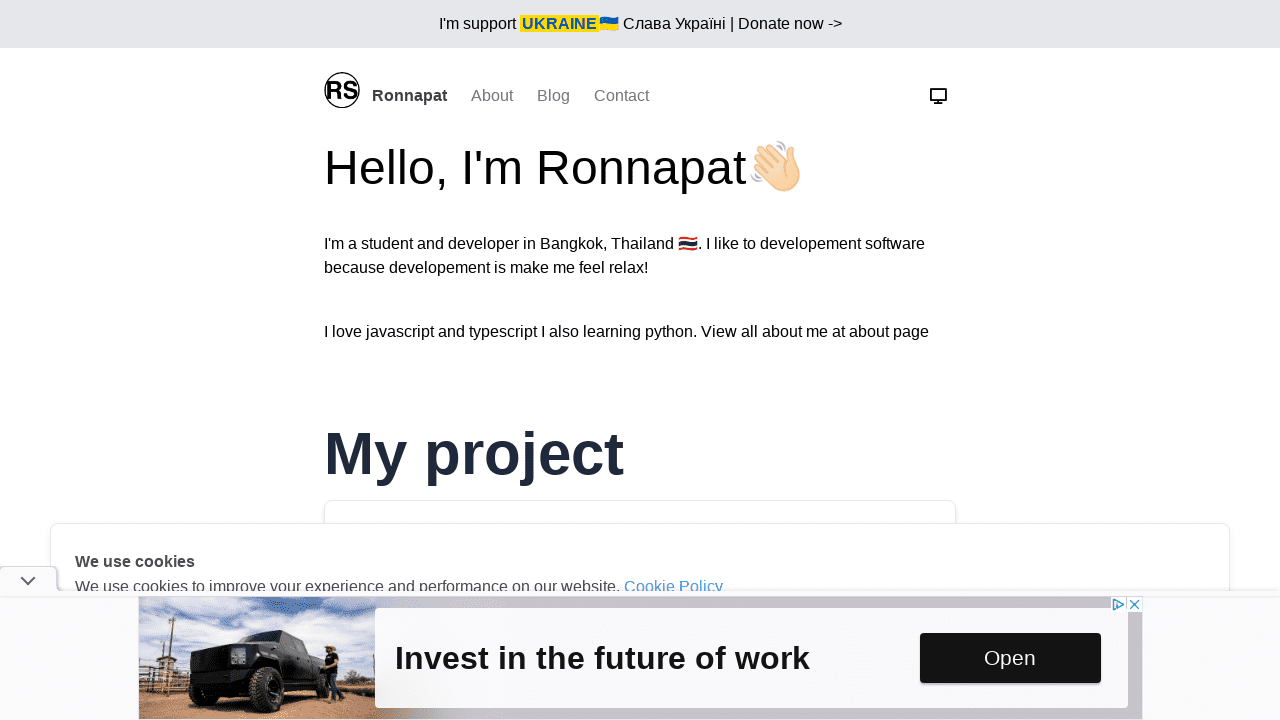 I'm support UKRAINE🇺🇦 Слава Україні | Donate now ->
RS Ronnapat About Blog Contact
Hello, I'm Ronnapat👋🏻
I'm a student and developer in Bangkok, Thailand 🇹🇭. I like to developement software
because developement is make me feel relax!
I love javascript and typescript I also learning python. View all about me at about page
My project
We use cookies
We use cookies to improve your experience and performance on our website. Cookie Policy
Invest in the future of work
Open